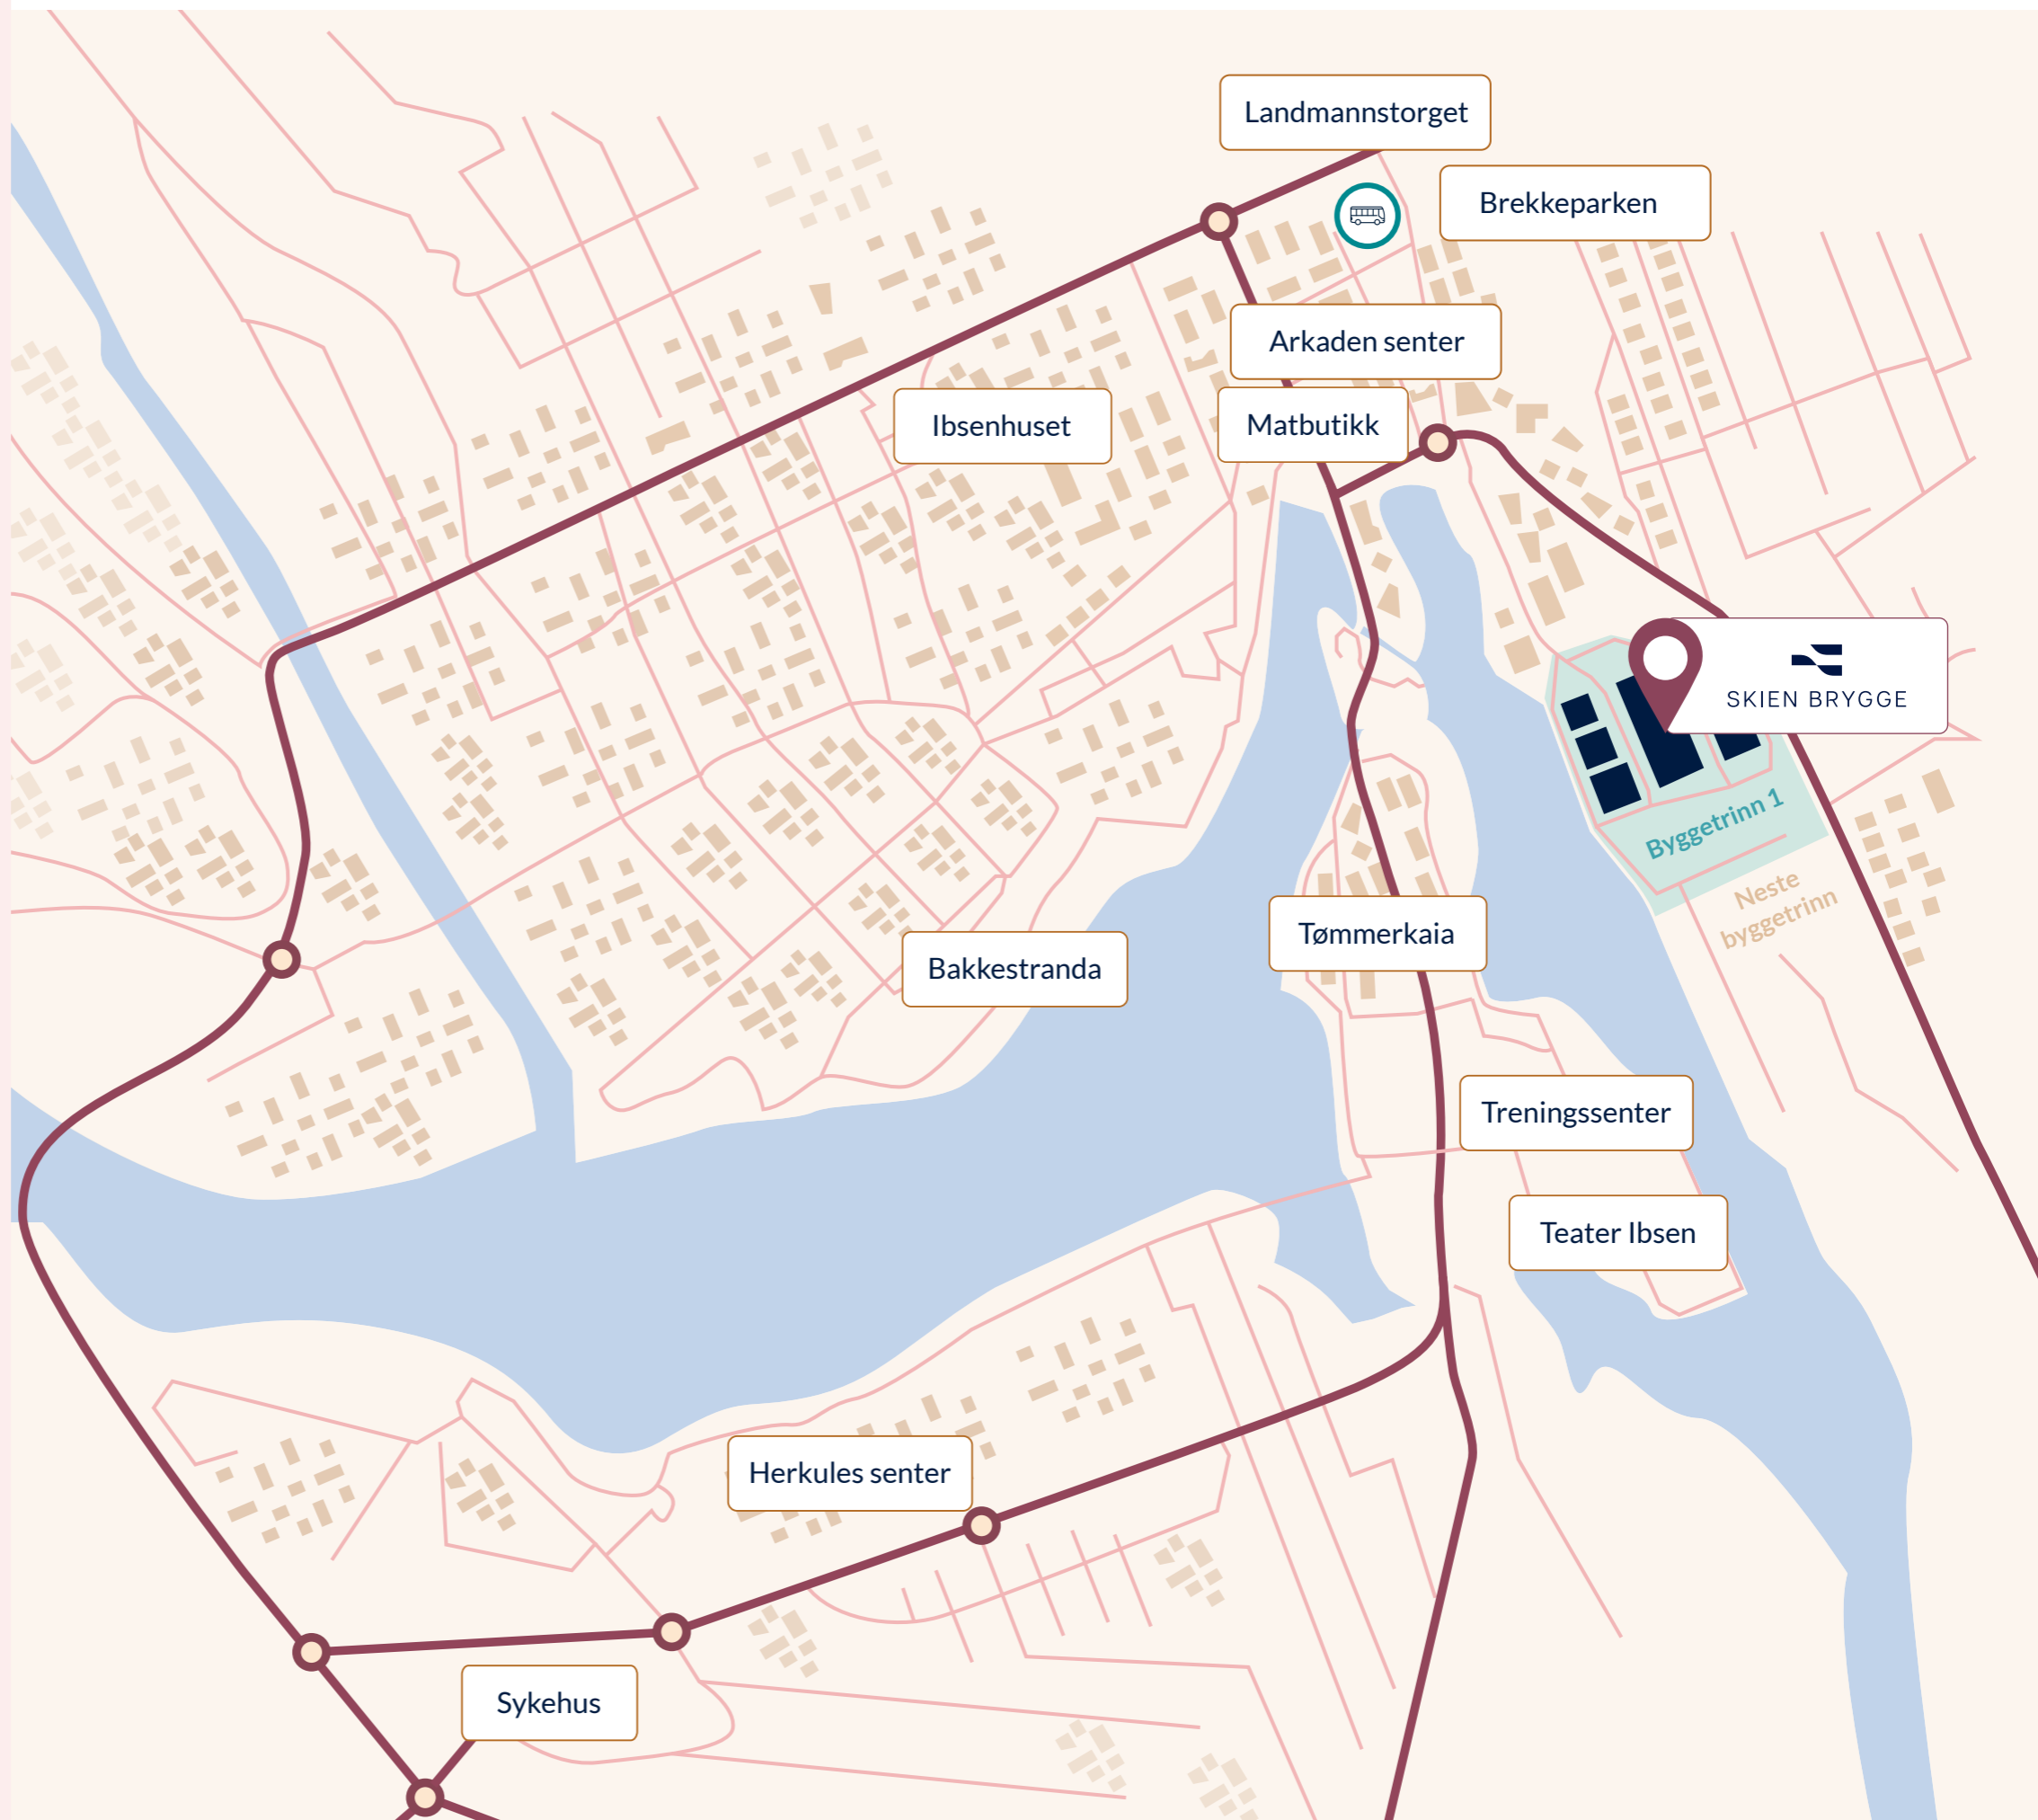 Landmannstorget
Brekkeparken
Arkaden senter
Ibsenhuset
Matbutikk
SKIEN BRYGGE
Byggetrinn 1
Neste
byggetrinn
Tømmerkaia
Bakkestranda
Treningssenter
Teater Ibsen
Herkules senter
Sykehus